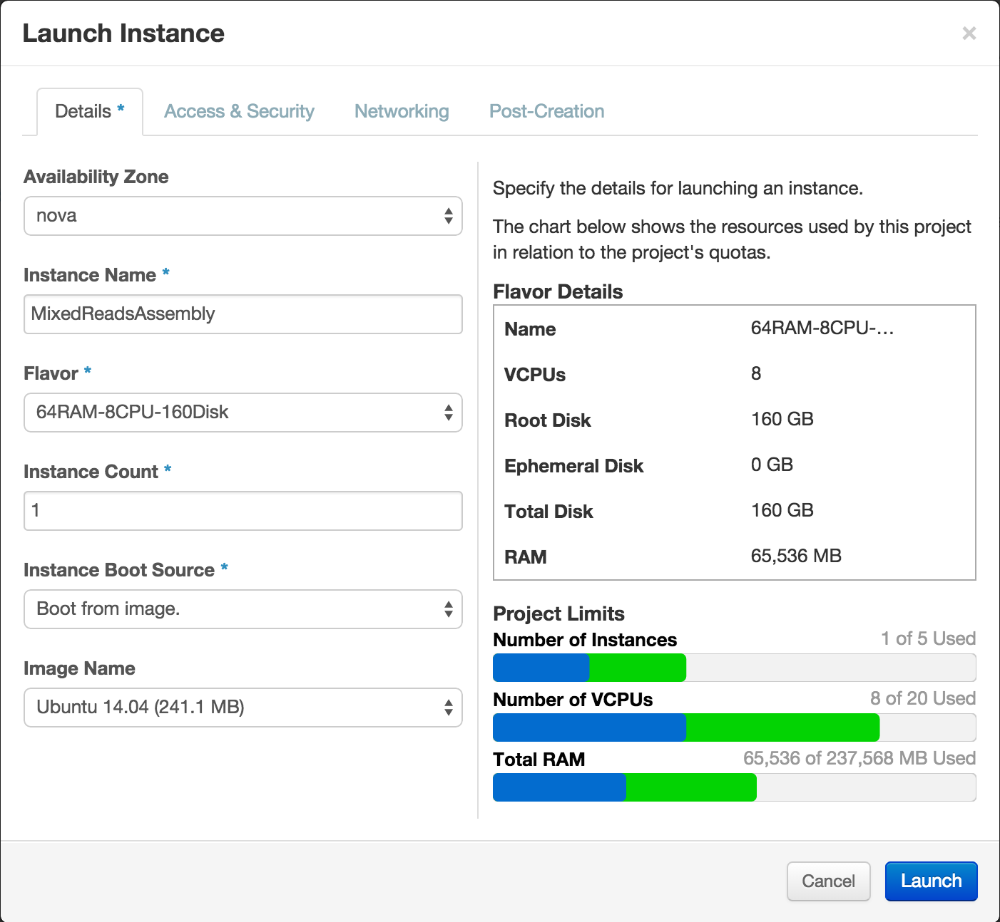 Launch Instance
×
Details *
Access & Security
Networking
Post-Creation
Availability Zone
nova
Instance Name *
MixedReadsAssembly
Flavor *
64RAM-8CPU-160Disk
Instance Count *
1
Instance Boot Source *
Boot from image.
Image Name
Ubuntu 14.04 (241.1 MB)
Specify the details for launching an instance.
The chart below shows the resources used by this project
in relation to the project's quotas.
Flavor Details
Name 64RAM-8CPU-...
VCPUs 8
Root Disk 160 GB
Ephemeral Disk 0 GB
Total Disk 160 GB
RAM 65,536 MB
Project Limits
Number of Instances 1 of 5 Used
Number of VCPUs 8 of 20 Used
Total RAM 65,536 of 237,568 MB Used
Cancel
Launch